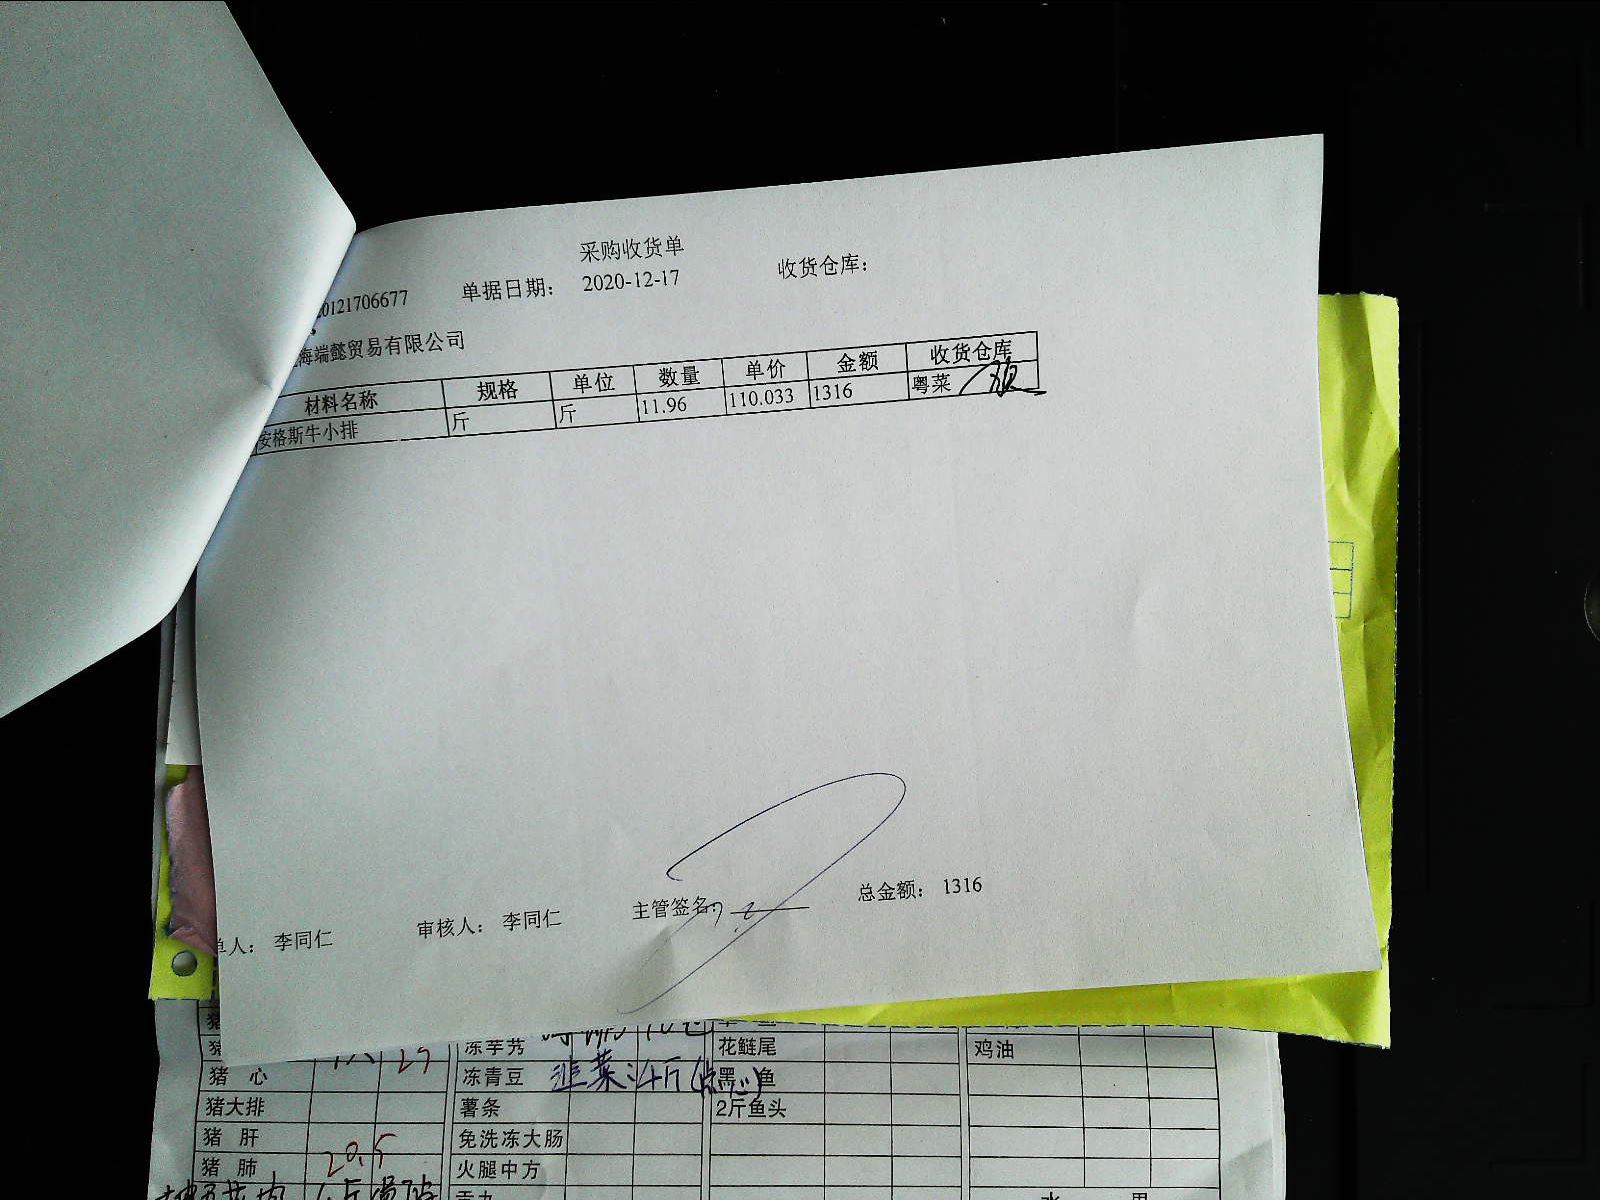 采购收货单
20121706677 单据日期： 2020-12-17 收货仓库：
海端懿贸易有限公司
材料名称 规格 单位 数量 单价 金额 收货仓库
安格斯牛小排 斤 斤 11.96 110.033 1316 粤菜
单人： 李同仁 审核人： 李同仁 主管签名： 总金额： 1316
冻芋艿 花鲢尾 鸡油
猪 心 冻青豆 韭菜 黑 鱼
猪大排 薯条 2斤鱼头
猪 肝 免洗冻大肠
猪 肺 20.5 火腿中方